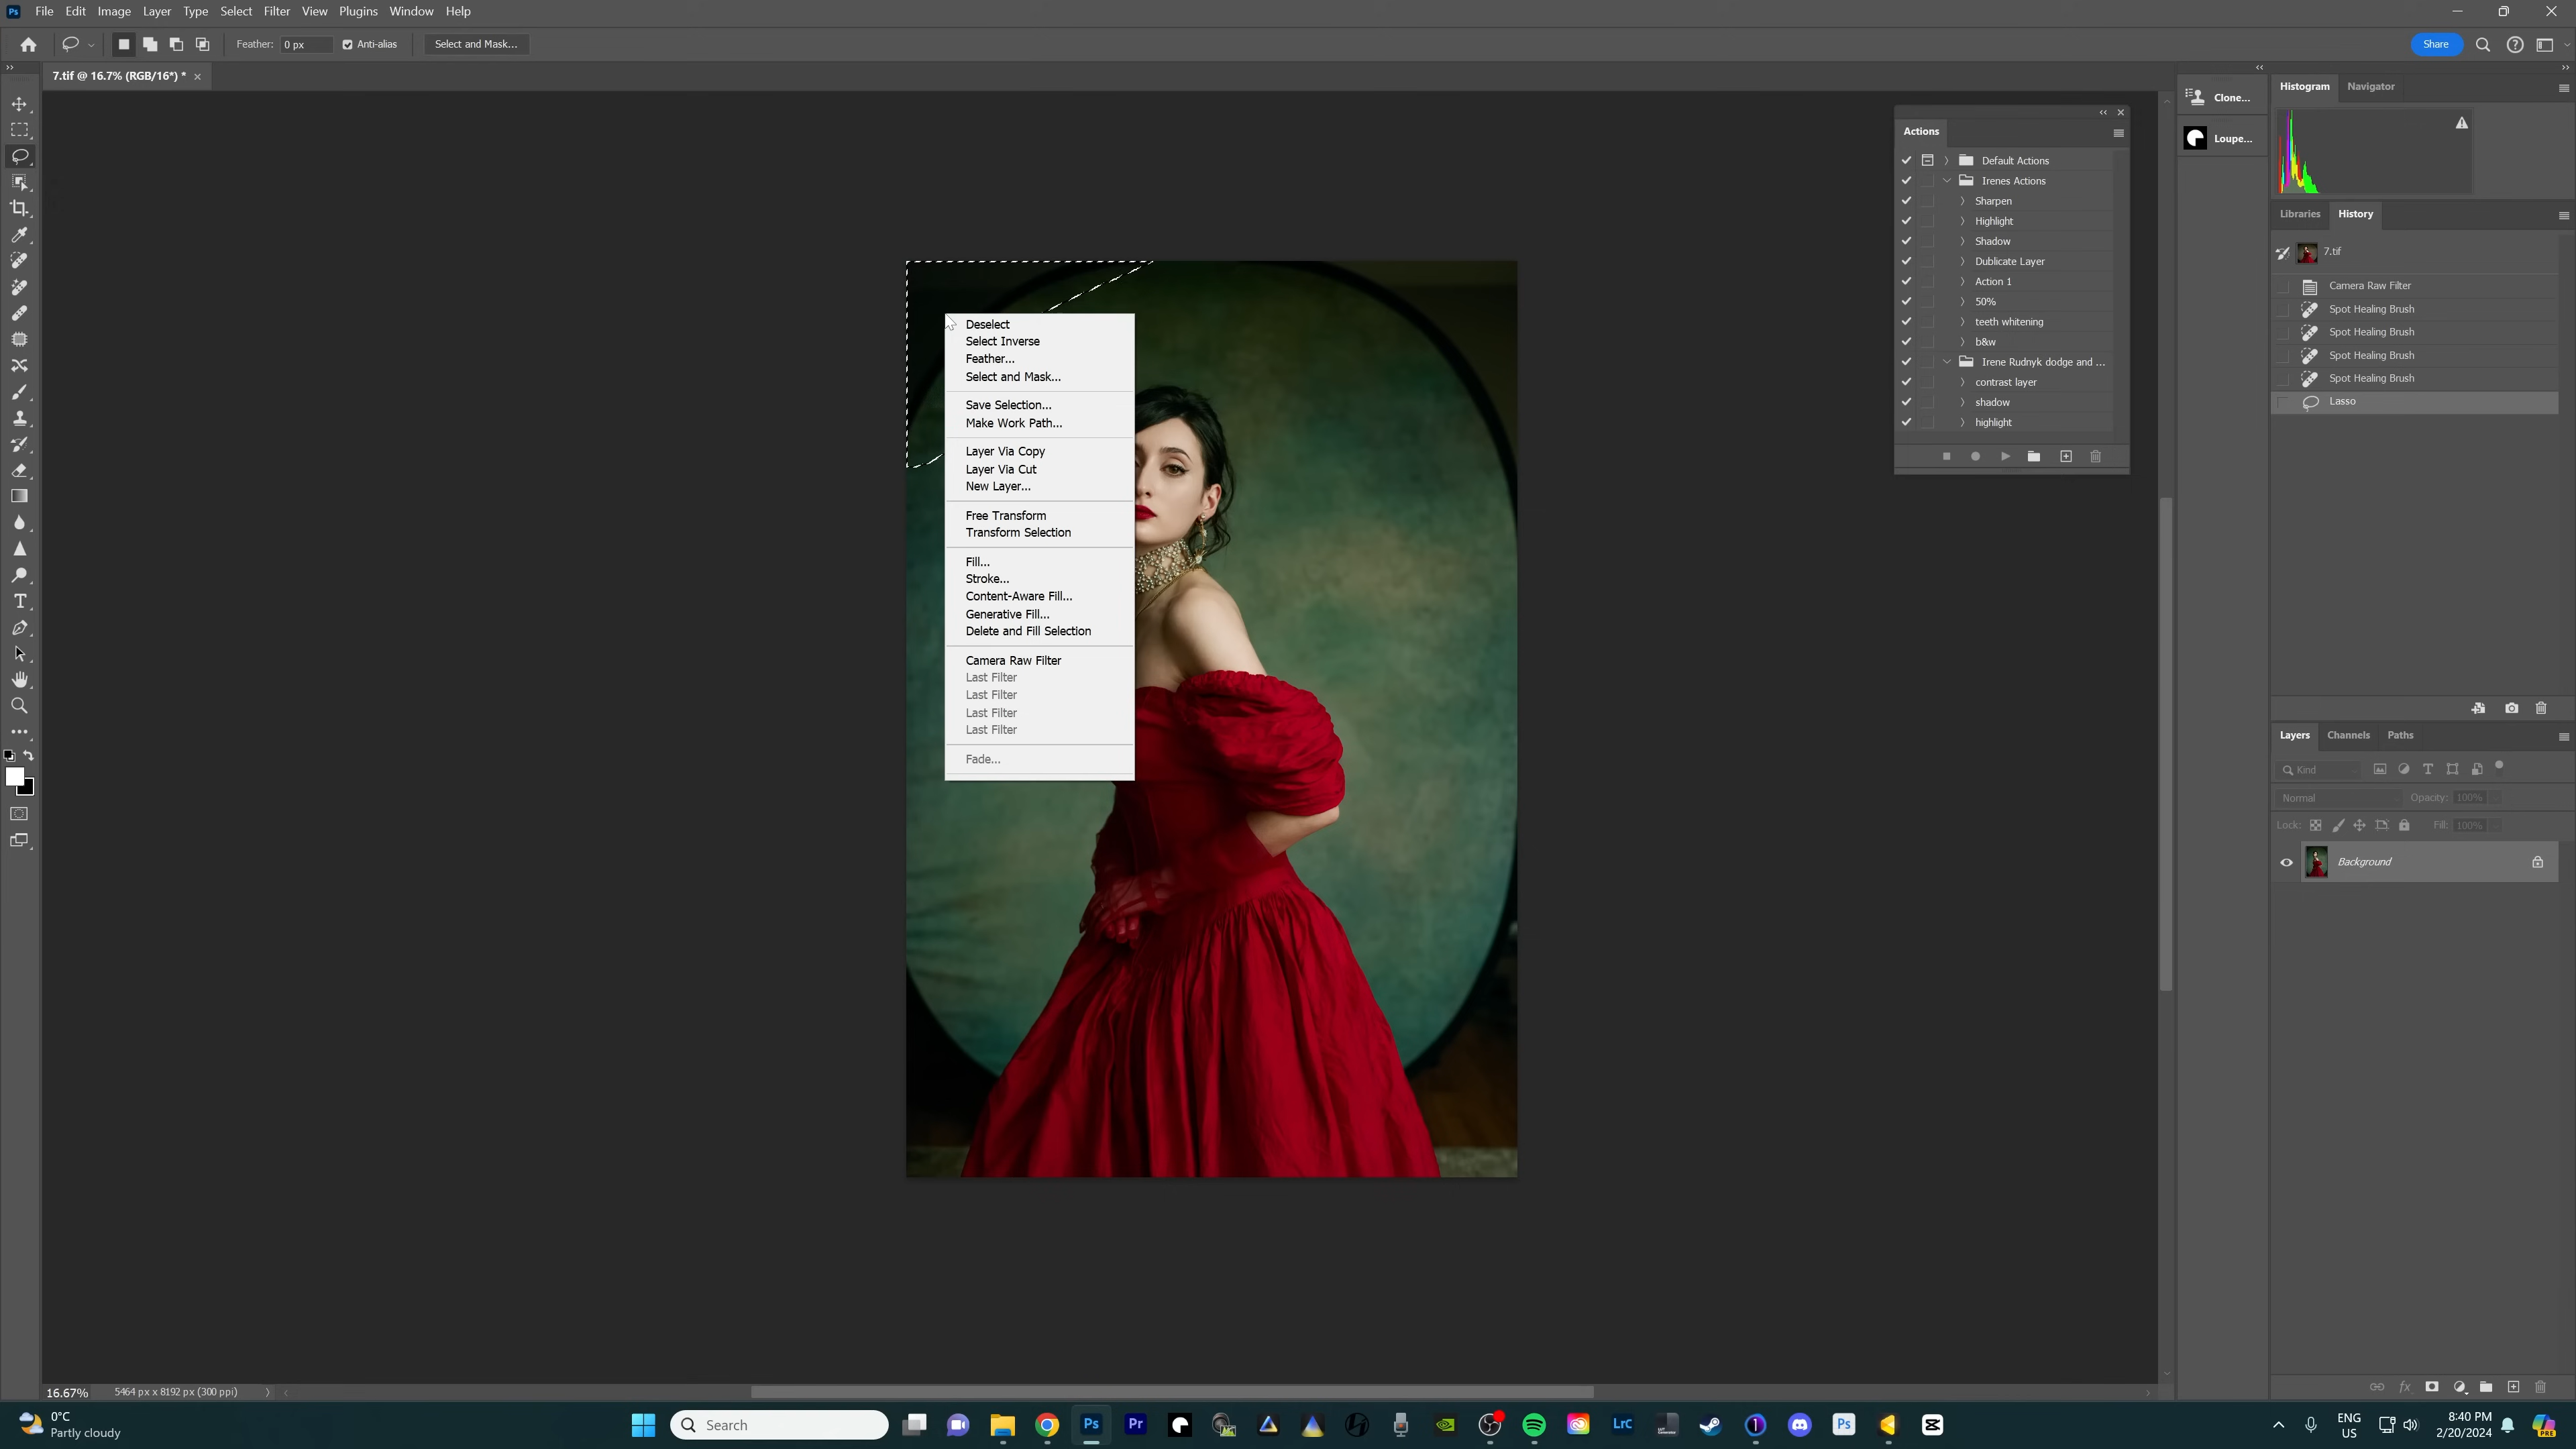 Ps File Edit Image Layer Type Select Filter View Plugins Window Help
Feather: 0 px Anti-alias Select and Mask... Share
7.tif @ 16.7% (RGB/16*) * ×
Clone...
Loupe...
Histogram Navigator
Actions
Default Actions
Irenes Actions
Sharpen
Highlight
Shadow
Dublicate Layer
Action 1
50%
teeth whitening
b&w
Irene Rudnyk dodge and ...
contrast layer
shadow
highlight
Libraries History
7.tif
Camera Raw Filter
Spot Healing Brush
Spot Healing Brush
Spot Healing Brush
Spot Healing Brush
Lasso
Deselect
Select Inverse
Feather...
Select and Mask...
Save Selection...
Make Work Path...
Layer Via Copy
Layer Via Cut
New Layer...
Free Transform
Transform Selection
Fill...
Stroke...
Content-Aware Fill...
Generative Fill...
Delete and Fill Selection
Camera Raw Filter
Last Filter
Last Filter
Last Filter
Last Filter
Fade...
Layers Channels Paths
Kind
Normal Opacity: 100%
Lock: Fill: 100%
Background
fx
16.67% 5464 px x 8192 px (300 ppi)
0°C
Partly cloudy
Search
Ps Pr LrC Ps
ENG
US
8:40 PM
2/20/2024
PRE